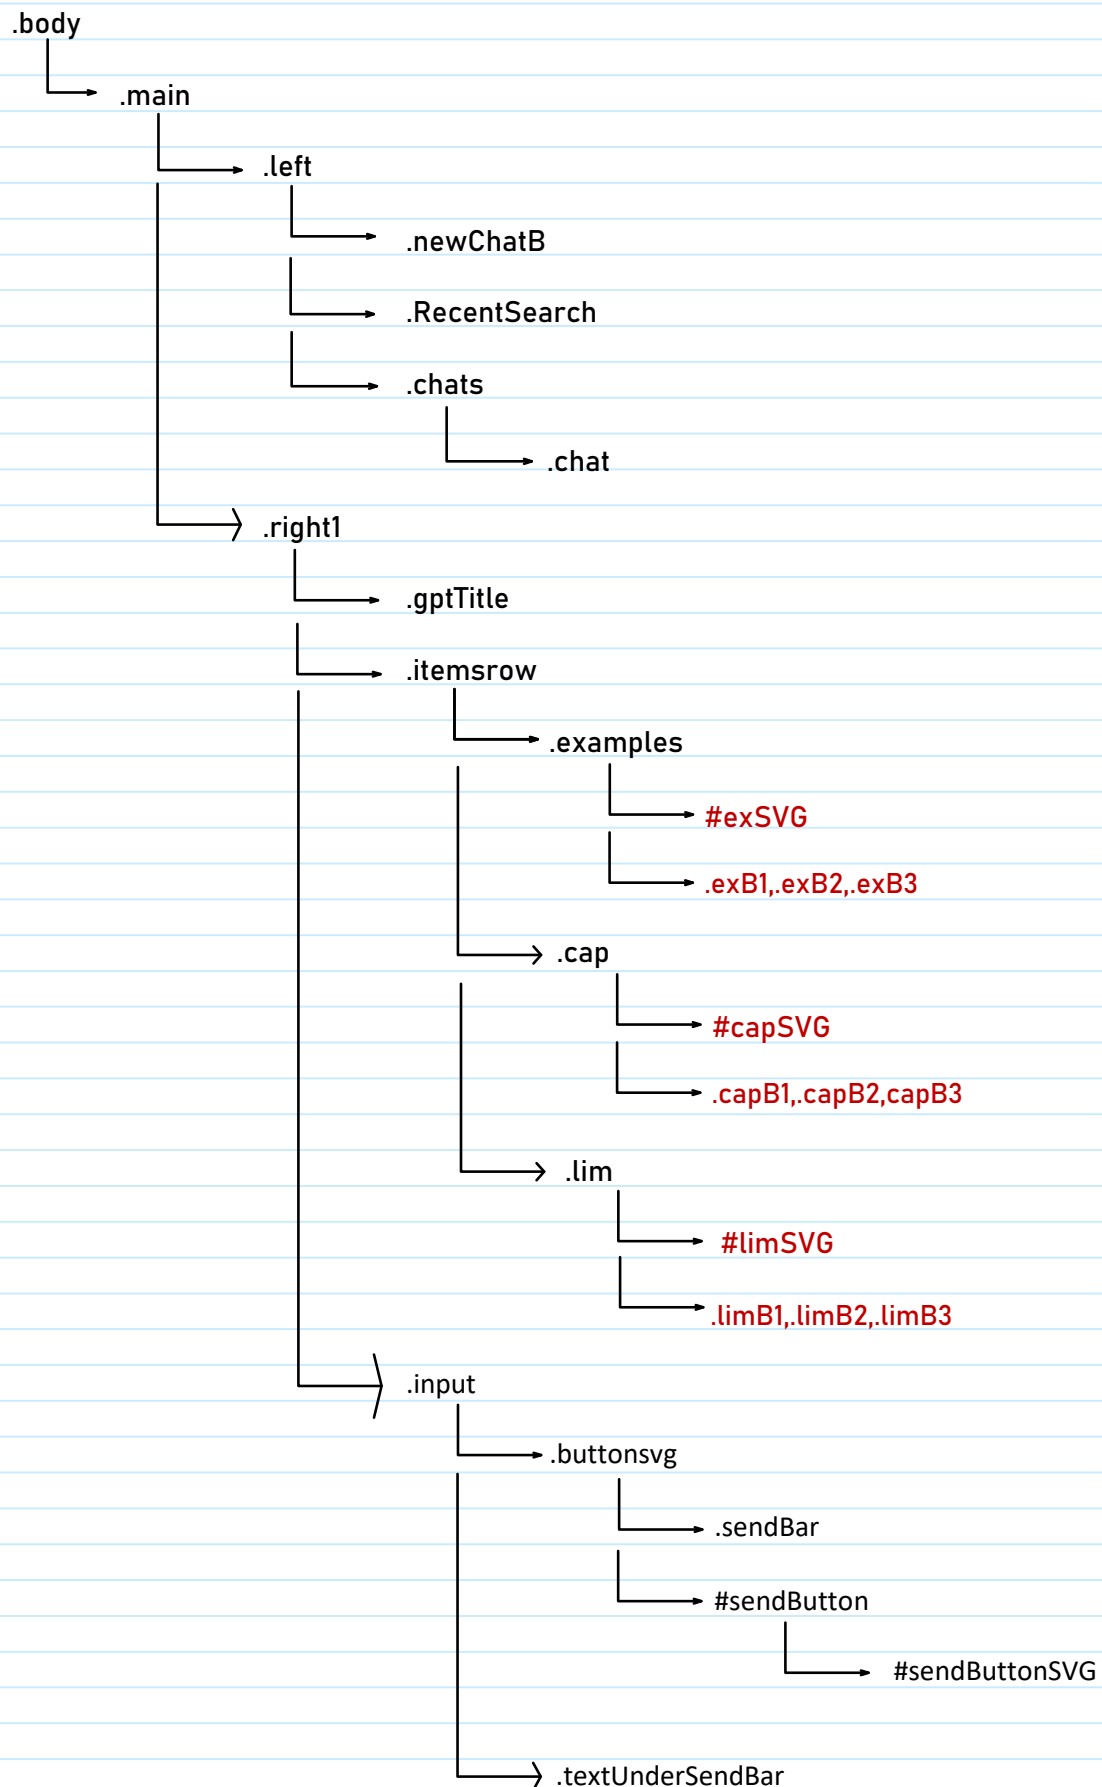 .body
.main
.left
.newChatB
.RecentSearch
.chats
.chat
.right1
.gptTitle
.itemsrow
.examples
#exSVG
.exB1,.exB2,.exB3
.cap
#capSVG
.capB1,.capB2,capB3
.lim
#limSVG
.limB1,.limB2,.limB3
.input
.buttonsvg
.sendBar
#sendButton
#sendButtonSVG
.textUnderSendBar